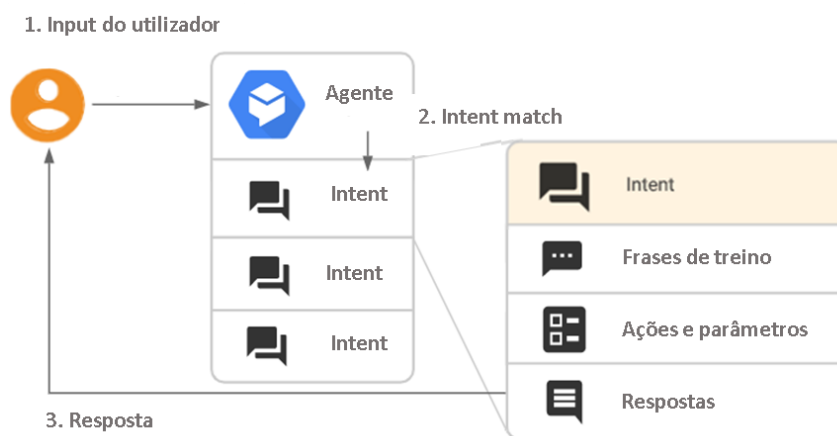 1. Input do utilizador
Agente
2. Intent match
Intent
Intent
Intent
Intent
Frases de treino
Ações e parâmetros
Respostas
3. Resposta